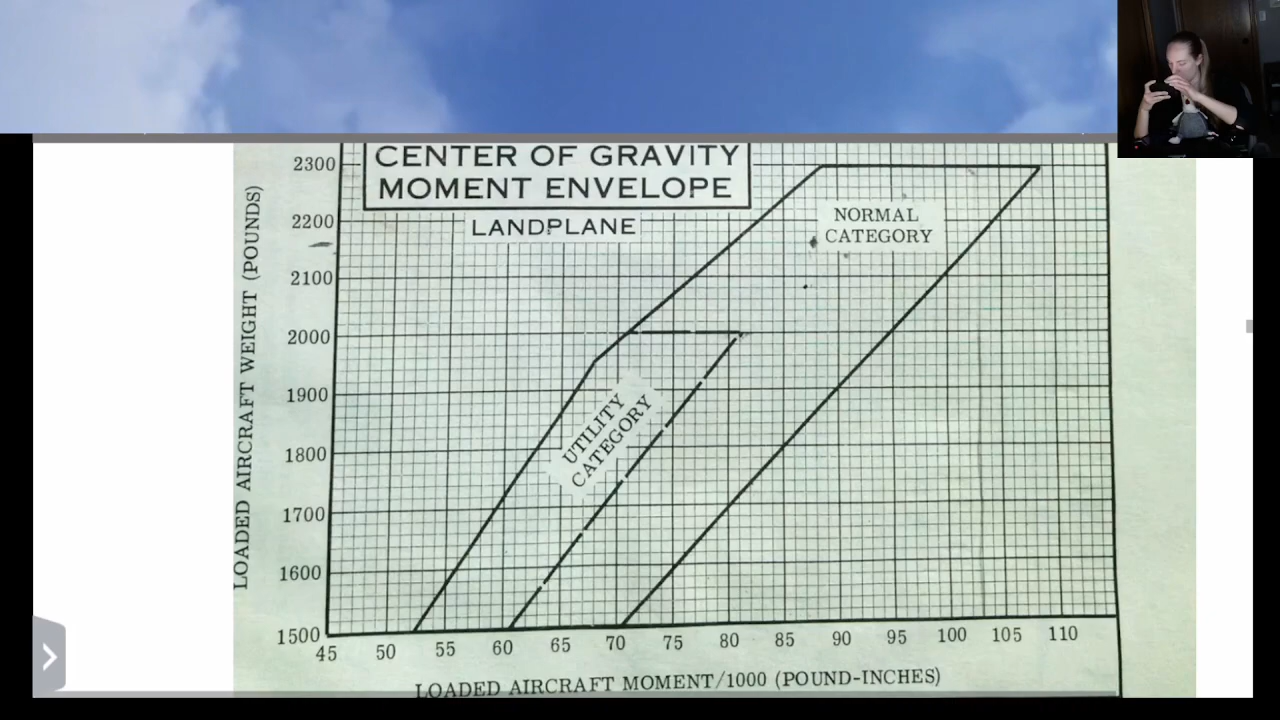 CENTER OF GRAVITY
MOMENT ENVELOPE
LANDPLANE
NORMAL
CATEGORY
UTILITY
CATEGORY
LOADED AIRCRAFT WEIGHT (POUNDS)
2300
2200
2100
2000
1900
1800
1700
1600
1500
45 50 55 60 65 70 75 80 85 90 95 100 105 110
LOADED AIRCRAFT MOMENT/1000 (POUND-INCHES)